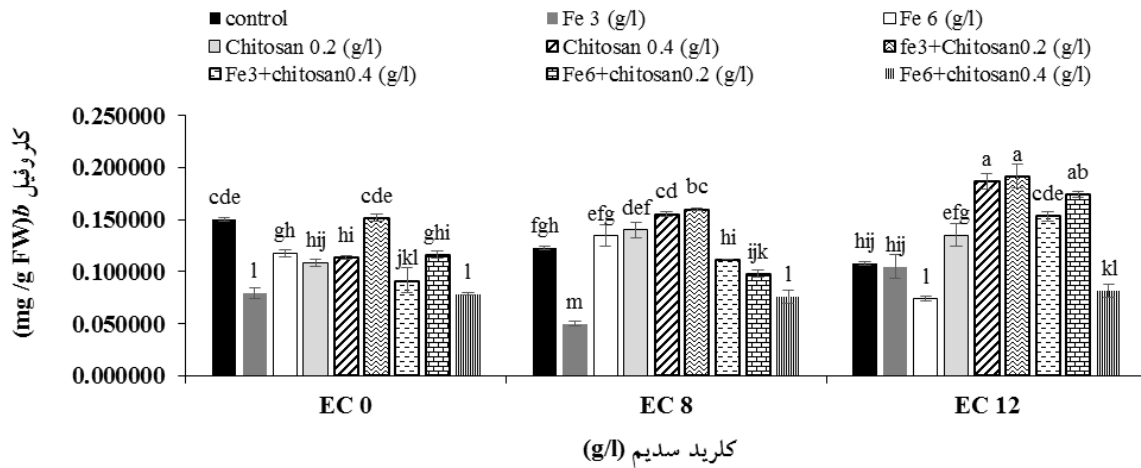 control Fe 3 (g/l) Fe 6 (g/l)
Chitosan 0.2 (g/l) Chitosan 0.4 (g/l) fe3+Chitosan0.2 (g/l)
Fe3+chitosan0.4 (g/l) Fe6+chitosan0.2 (g/l) Fe6+chitosan0.4 (g/l)
کلروفیل b(mg /g FW)
0.250000
0.200000
0.150000
0.100000
0.050000
0.000000
cde l gh hij hi cde jkl ghi l
fgh m efg def cd bc hi ijk l
hij hij l efg a a cde ab kl
EC 0 EC 8 EC 12
کلرید سدیم (g/l)